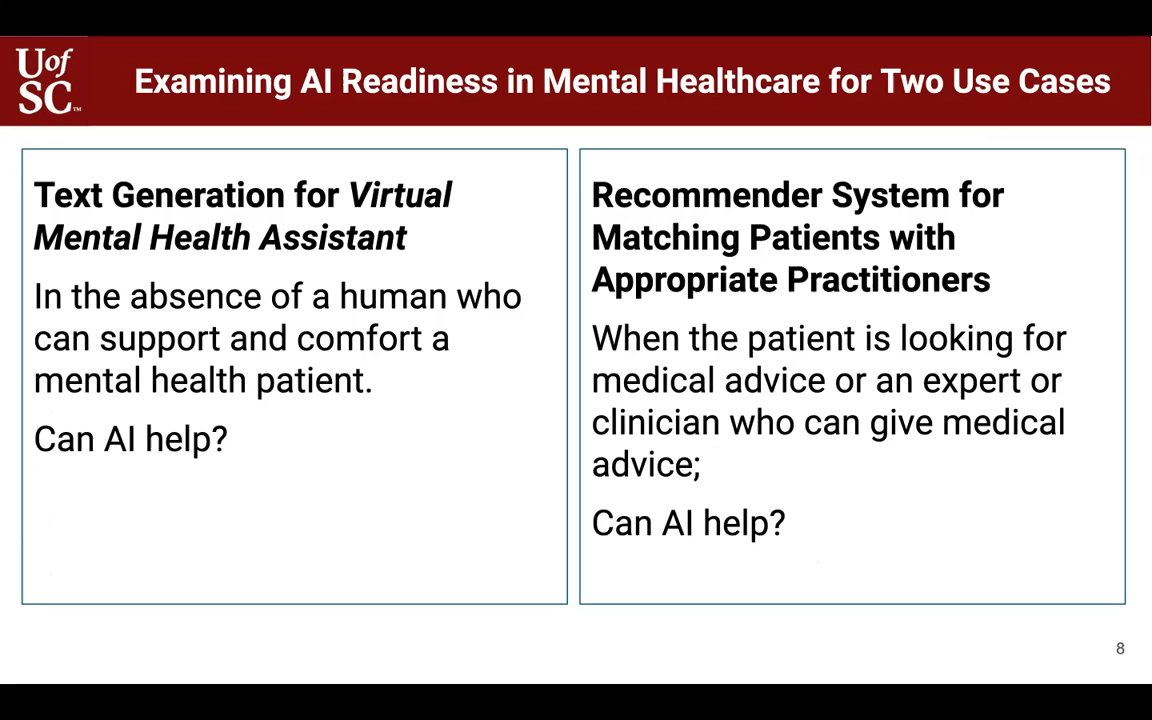 U of
SC™
Examining AI Readiness in Mental Healthcare for Two Use Cases
Text Generation for Virtual
Mental Health Assistant
In the absence of a human who
can support and comfort a
mental health patient.
Can AI help?
Recommender System for
Matching Patients with
Appropriate Practitioners
When the patient is looking for
medical advice or an expert or
clinician who can give medical
advice;
Can AI help?
8